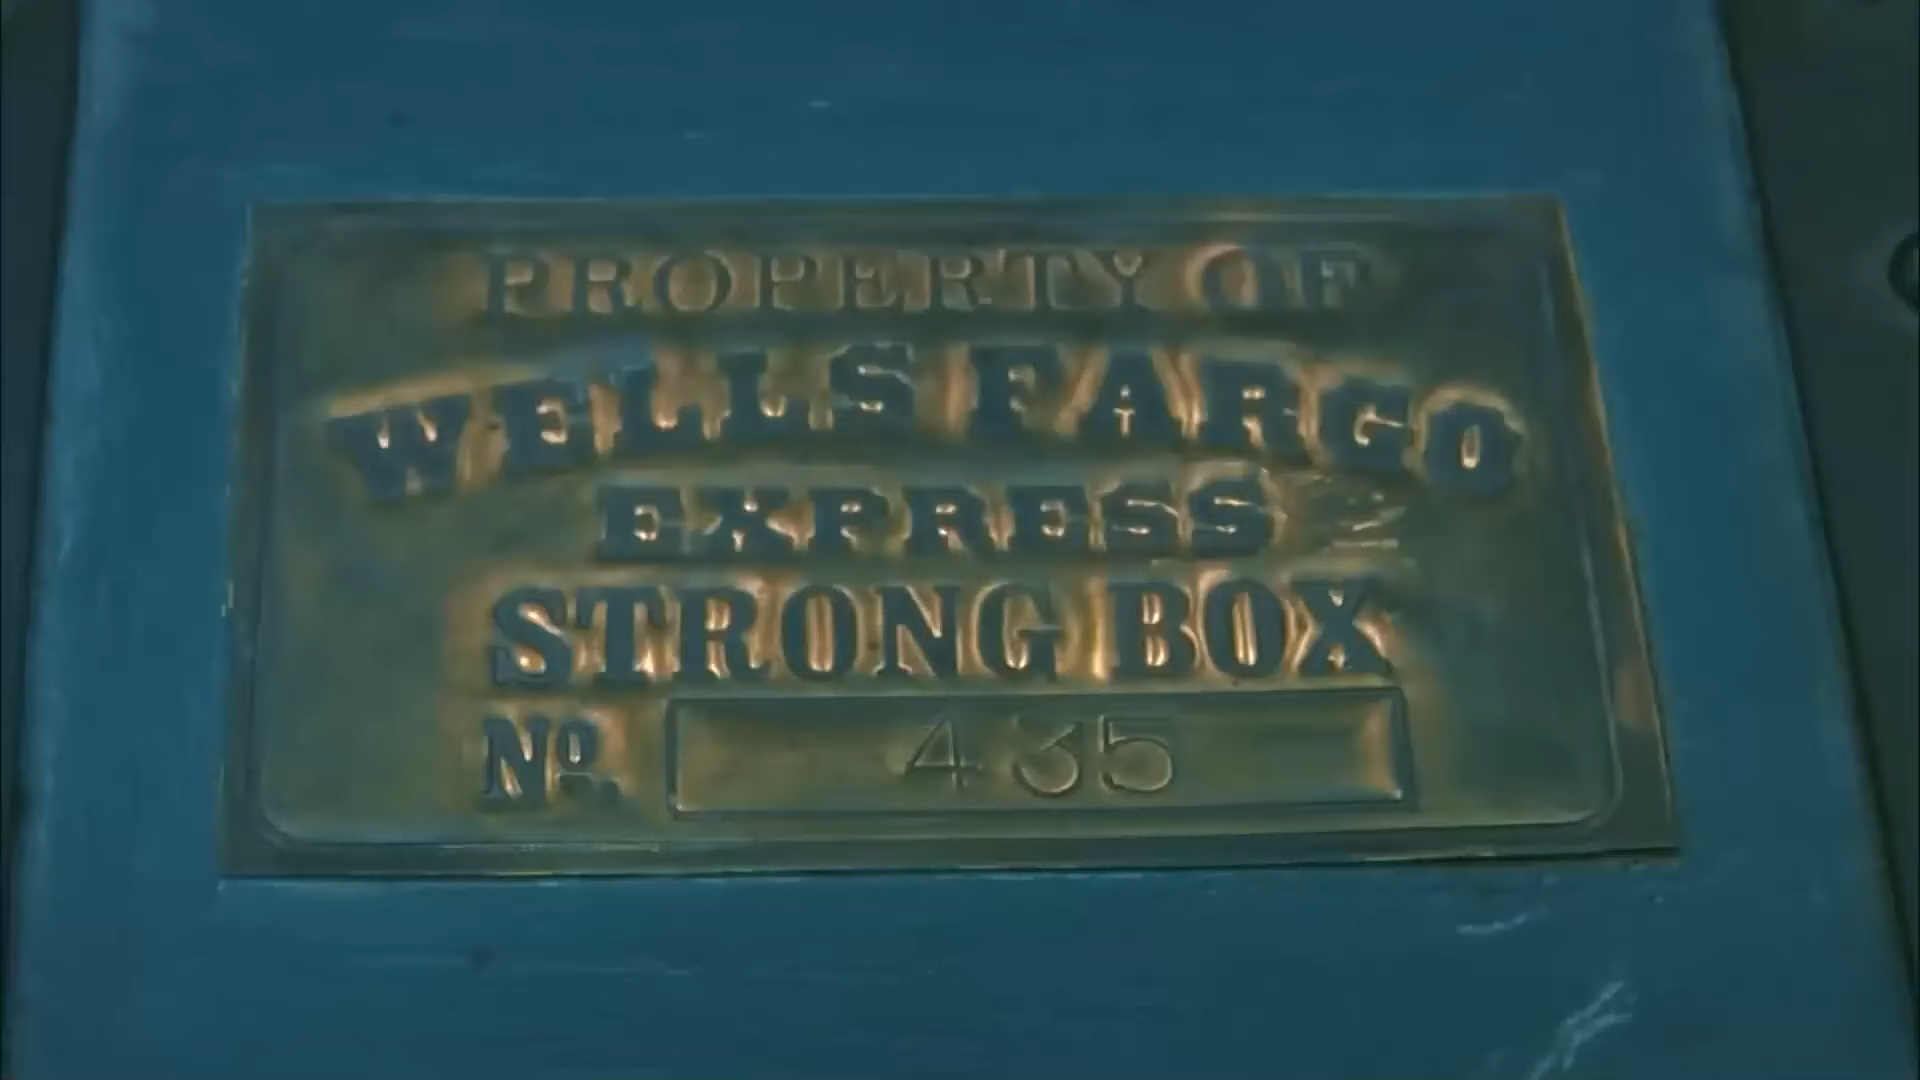 PROPERTY OF
WELLS FARGO
EXPRESS
STRONG BOX
No. 435